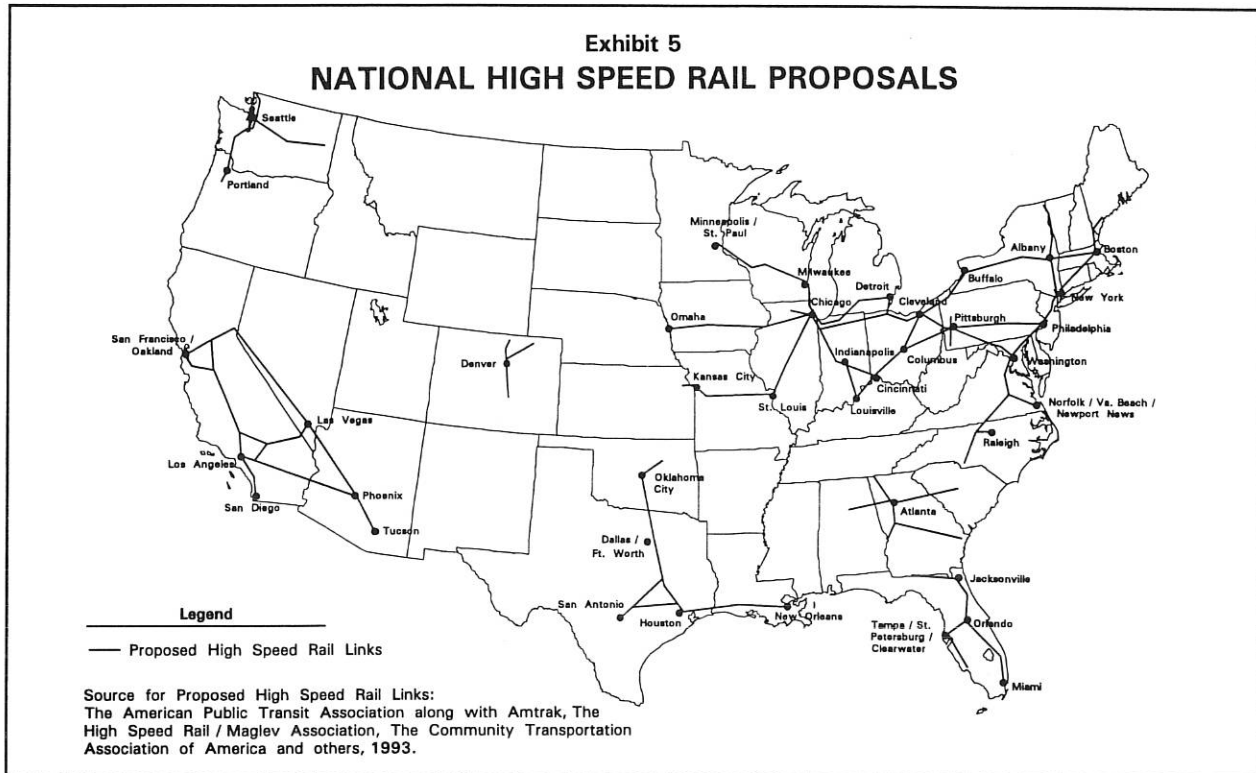 Exhibit 5
NATIONAL HIGH SPEED RAIL PROPOSALS
Seattle
Portland
Minneapolis /
St. Paul
Milwaukee
Detroit
Chicago
Cleveland
Albany
Boston
Buffalo
New York
Pittsburgh
Philadelphia
Omaha
San Francisco /
Oakland
Denver
Indianapolis
Columbus
Washington
Kansas City
Cincinnati
St. Louis
Louisville
Norfolk / Va. Beach /
Newport News
Las Vegas
Raleigh
Los Angeles
Oklahoma
City
Phoenix
San Diego
Atlanta
Tucson
Dallas /
Ft. Worth
Jacksonville
San Antonio
Houston
New Orleans
Orlando
Tampa / St.
Petersburg /
Clearwater
Miami
Legend
Proposed High Speed Rail Links
Source for Proposed High Speed Rail Links:
The American Public Transit Association along with Amtrak, The
High Speed Rail / Maglev Association, The Community Transportation
Association of America and others, 1993.